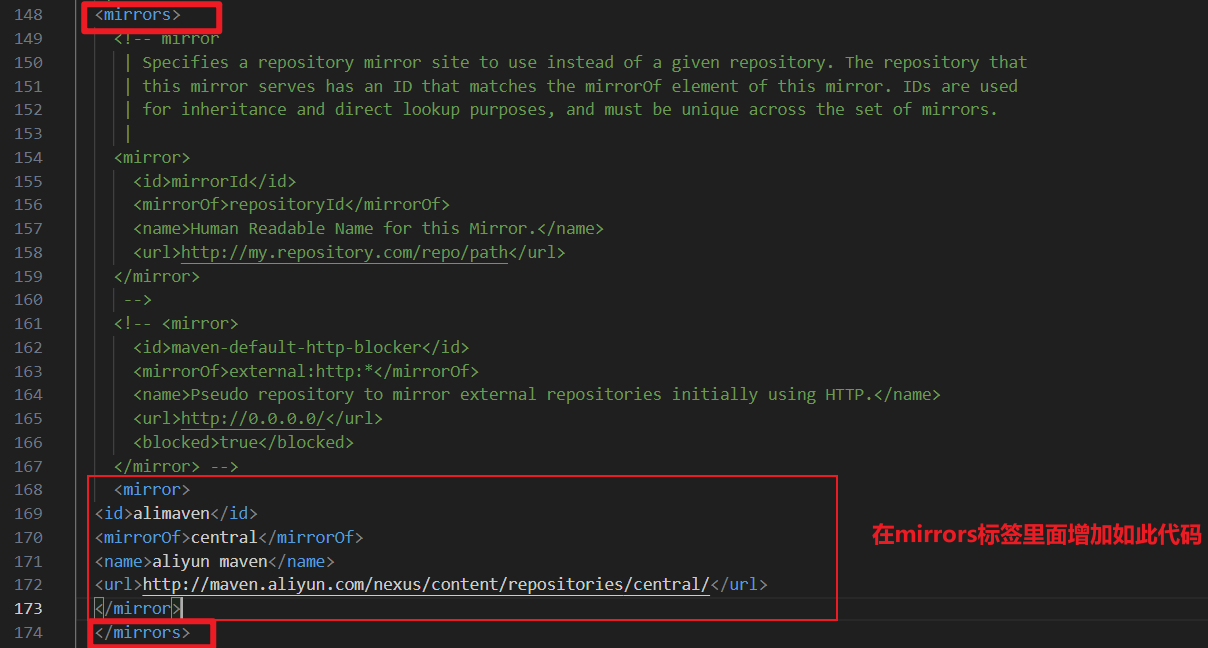 148 <mirrors>
149 <!-- mirror
150 | Specifies a repository mirror site to use instead of a given repository. The repository that
151 | this mirror serves has an ID that matches the mirrorOf element of this mirror. IDs are used
152 | for inheritance and direct lookup purposes, and must be unique across the set of mirrors.
153 |
154 <mirror>
155 <id>mirrorId</id>
156 <mirrorOf>repositoryId</mirrorOf>
157 <name>Human Readable Name for this Mirror.</name>
158 <url>http://my.repository.com/repo/path</url>
159 </mirror>
160 -->
161 <!-- <mirror>
162 <id>maven-default-http-blocker</id>
163 <mirrorOf>external:http:*</mirrorOf>
164 <name>Pseudo repository to mirror external repositories initially using HTTP.</name>
165 <url>http://0.0.0.0/</url>
166 <blocked>true</blocked>
167 </mirror> -->
168 <mirror>
169 <id>alimaven</id>
170 <mirrorOf>central</mirrorOf>
在mirrors标签里面增加如此代码
171 <name>aliyun maven</name>
172 <url>http://maven.aliyun.com/nexus/content/repositories/central/</url>
173 </mirror>
174 </mirrors>